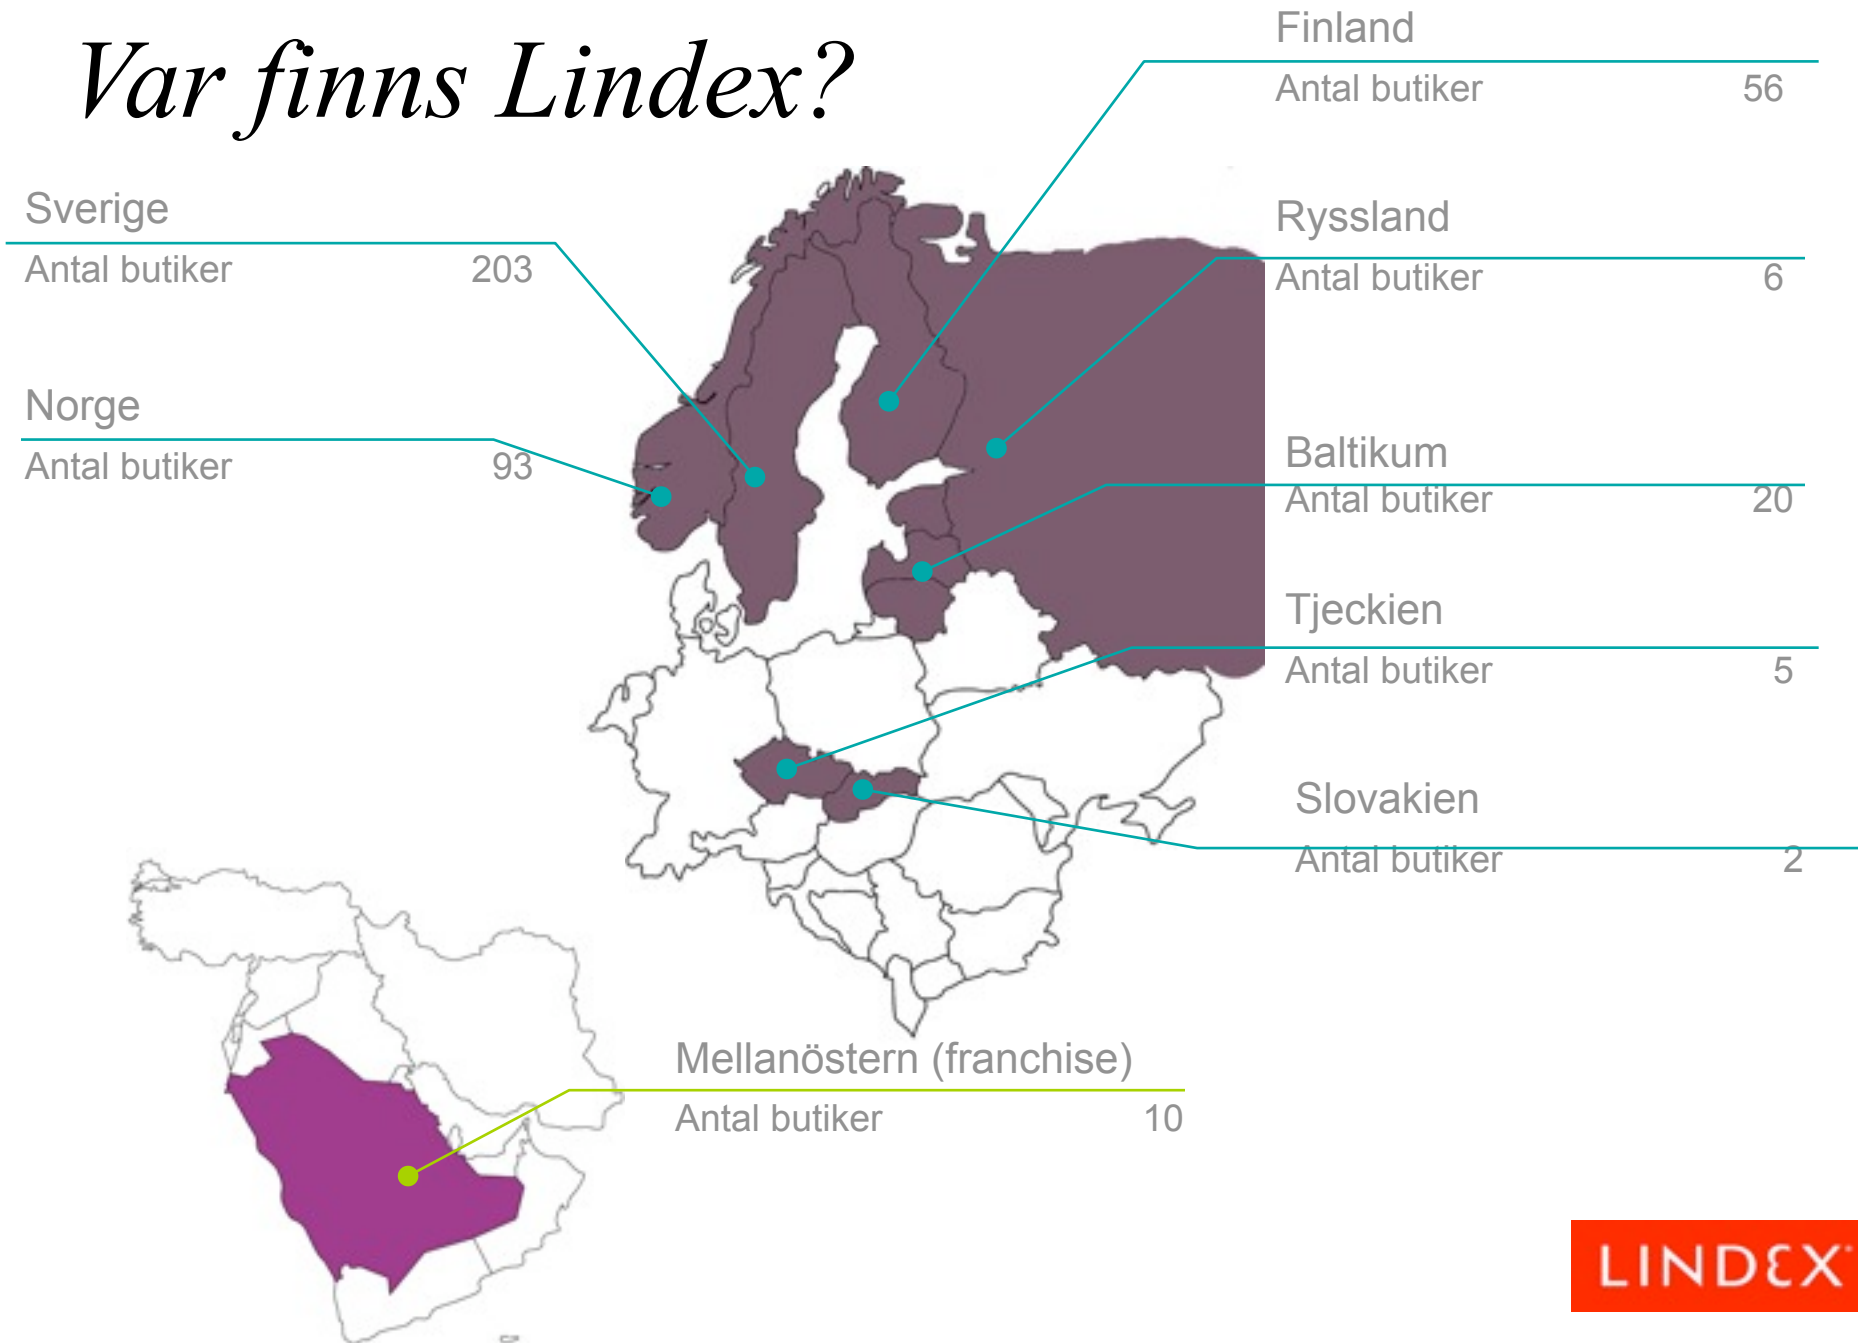 Var finns Lindex?
Finland
Antal butiker 56
Sverige
Antal butiker 203
Ryssland
Antal butiker 6
Norge
Antal butiker 93
Baltikum
Antal butiker 20
Tjeckien
Antal butiker 5
Slovakien
Antal butiker 2
Mellanöstern (franchise)
Antal butiker 10
LINDEX